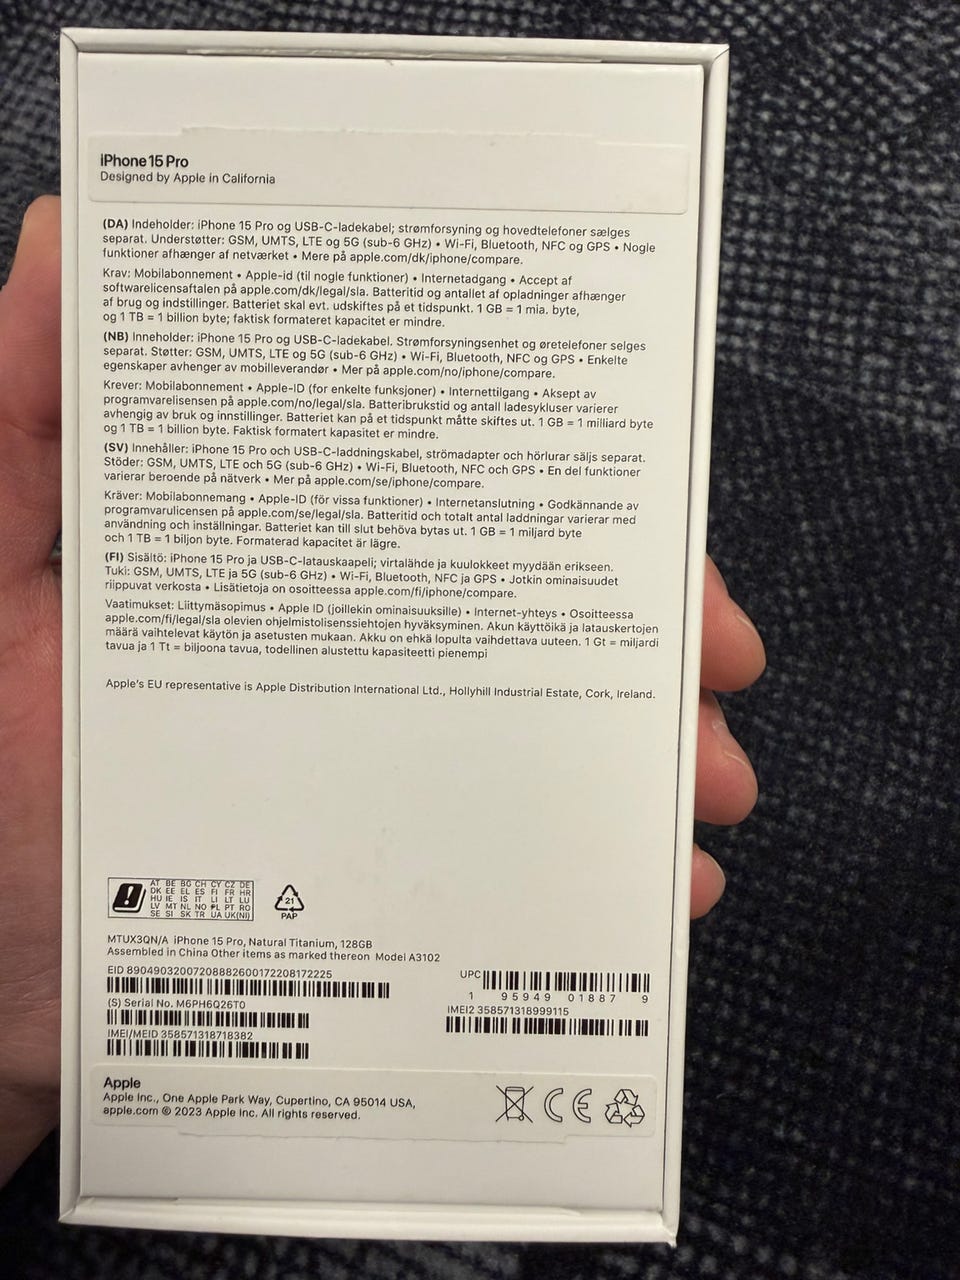 iPhone 15 Pro
Designed by Apple in California
(DA) Indeholder: iPhone 15 Pro og USB-C-ladekabel; strømforsyning og hovedtelefoner sælges
separat. Understøtter: GSM, UMTS, LTE og 5G (sub-6 GHz) • Wi-Fi, Bluetooth, NFC og GPS • Nogle
funktioner afhænger af netværket • Mere på apple.com/dk/iphone/compare.
Krav: Mobilabonnement • Apple-id (til nogle funktioner) • Internetadgang • Accept af
softwarelicensaftalen på apple.com/dk/legal/sla. Batteritid og antallet af opladninger afhænger
af brug og indstillinger. Batteriet skal evt. udskiftes på et tidspunkt. 1 GB = 1 mia. byte,
og 1 TB = 1 billion byte; faktisk formateret kapacitet er mindre.
(NB) Inneholder: iPhone 15 Pro og USB-C-ladekabel. Strømforsyningsenhet og øretelefoner selges
separat. Støtter: GSM, UMTS, LTE og 5G (sub-6 GHz) • Wi-Fi, Bluetooth, NFC og GPS • Enkelte
egenskaper avhenger av mobilleverandør • Mer på apple.com/no/iphone/compare.
Krever: Mobilabonnement • Apple-ID (for enkelte funksjoner) • Internettilgang • Aksept av
programvarelisensen på apple.com/no/legal/sla. Batteribrukstid og antall ladesykluser varierer
avhengig av bruk og innstillinger. Batteriet kan på et tidspunkt måtte skiftes ut. 1 GB = 1 milliard byte
og 1 TB = 1 billion byte. Faktisk formatert kapasitet er mindre.
(SV) Innehåller: iPhone 15 Pro och USB-C-laddningskabel, strömadapter och hörlurar säljs separat.
Stöder: GSM, UMTS, LTE och 5G (sub-6 GHz) • Wi-Fi, Bluetooth, NFC och GPS • En del funktioner
varierar beroende på nätverk • Mer på apple.com/se/iphone/compare.
Kräver: Mobilabonnemang • Apple-ID (för vissa funktioner) • Internetanslutning • Godkännande av
programvarulicensen på apple.com/se/legal/sla. Batteritid och totalt antal laddningar varierar med
användning och inställningar. Batteriet kan till slut behöva bytas ut. 1 GB = 1 miljard byte
och 1 TB = 1 biljon byte. Formaterad kapacitet är lägre.
(FI) Sisältö: iPhone 15 Pro ja USB-C-latauskaapeli; virtalähde ja kuulokkeet myydään erikseen.
Tuki: GSM, UMTS, LTE ja 5G (sub-6 GHz) • Wi-Fi, Bluetooth, NFC ja GPS • Jotkin ominaisuudet
riippuvat verkosta • Lisätietoja on osoitteessa apple.com/fi/iphone/compare.
Vaatimukset: Liittymäsopimus • Apple ID (joillekin ominaisuuksille) • Internet-yhteys • Osoitteessa
apple.com/fi/legal/sla olevien ohjelmistolisenssiehtojen hyväksyminen. Akun käyttöikä ja latauskertojen
määrä vaihtelevat käytön ja asetusten mukaan. Akku on ehkä lopulta vaihdettava uuteen. 1 Gt = miljardi
tavua ja 1 Tt = biljoona tavua, todellinen alustettu kapasiteetti pienempi
Apple's EU representative is Apple Distribution International Ltd., Hollyhill Industrial Estate, Cork, Ireland.
AT BE BG CH CY CZ DE
DK EE EL ES FI FR HR
HU IE IS IT LI LT LU
LV MT NL NO PL PT RO
SE SI SK TR UA UK(NI)
21
PAP
MTUX3QN/A iPhone 15 Pro, Natural Titanium, 128GB
Assembled in China Other items as marked thereon Model A3102
EID 89049032007208882600172208172225
(S) Serial No. M6PH6Q26T0
IMEI/MEID 358571318718382
UPC
1 95949 01887 9
IMEI2 358571318999115
Apple
Apple Inc., One Apple Park Way, Cupertino, CA 95014 USA,
apple.com © 2023 Apple Inc. All rights reserved.
CE